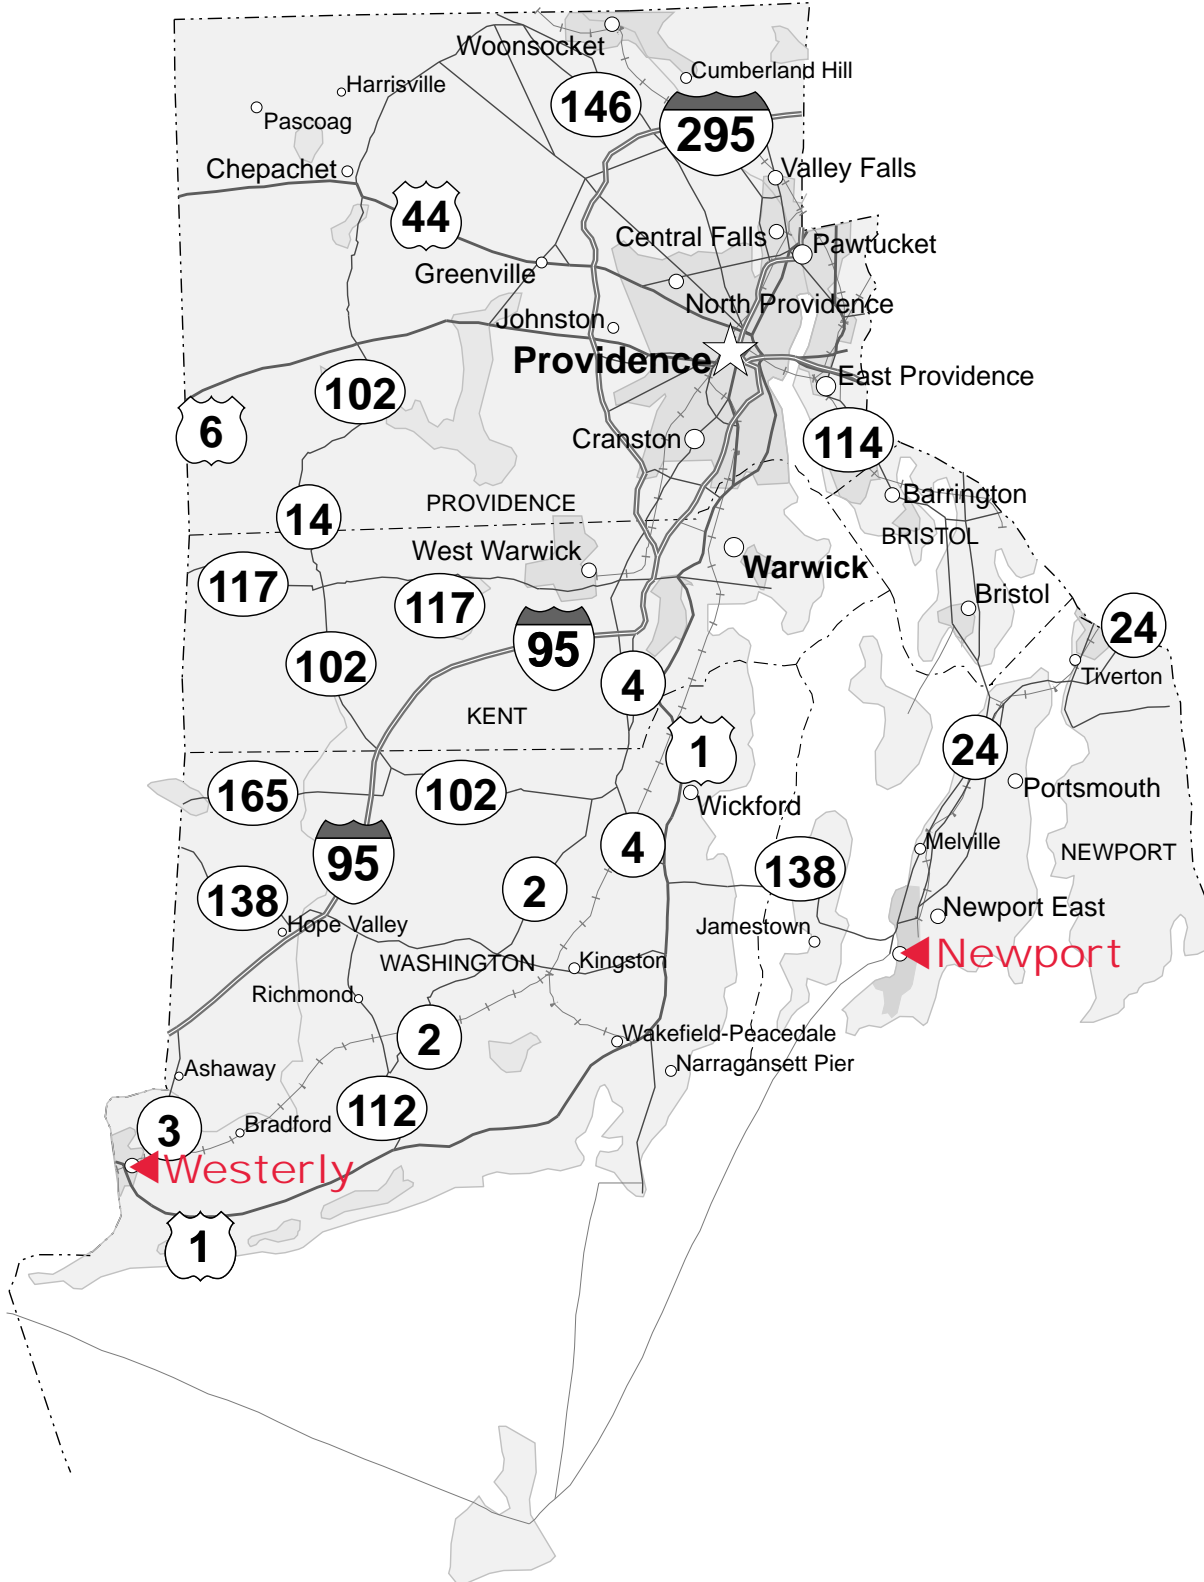 Woonsocket
Cumberland Hill
Harrisville
146
Pascoag
295
Chepachet
Valley Falls
44
Central Falls
Pawtucket
Greenville
North Providence
Johnston
Providence
East Providence
102
6
Cranston
114
Barrington
PROVIDENCE
14
BRISTOL
West Warwick
Warwick
117
117
Bristol
24
95
102
4
Tiverton
KENT
1
24
165
102
Wickford
Portsmouth
4
Melville
NEWPORT
95
138
2
138
Newport East
Hope Valley
Jamestown
Newport
WASHINGTON
Kingston
Richmond
2
Wakefield-Peacedale
Narragansett Pier
Ashaway
112
3
Bradford
Westerly
1